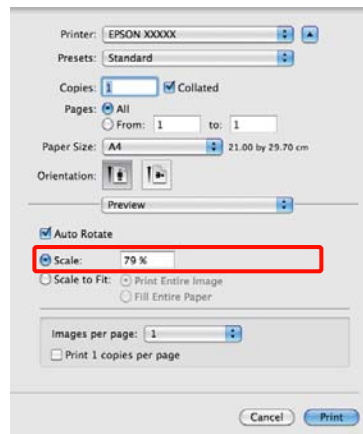 Printer: EPSON XXXXX
Presets: Standard
Copies: 1 Collated
Pages: All
From: 1 to: 1
Paper Size: A4 21.00 by 29.70 cm
Orientation:
Preview
Auto Rotate
Scale: 79 %
Scale to Fit: Print Entire Image
Fill Entire Paper
Images per page: 1
Print 1 copies per page
Cancel Print